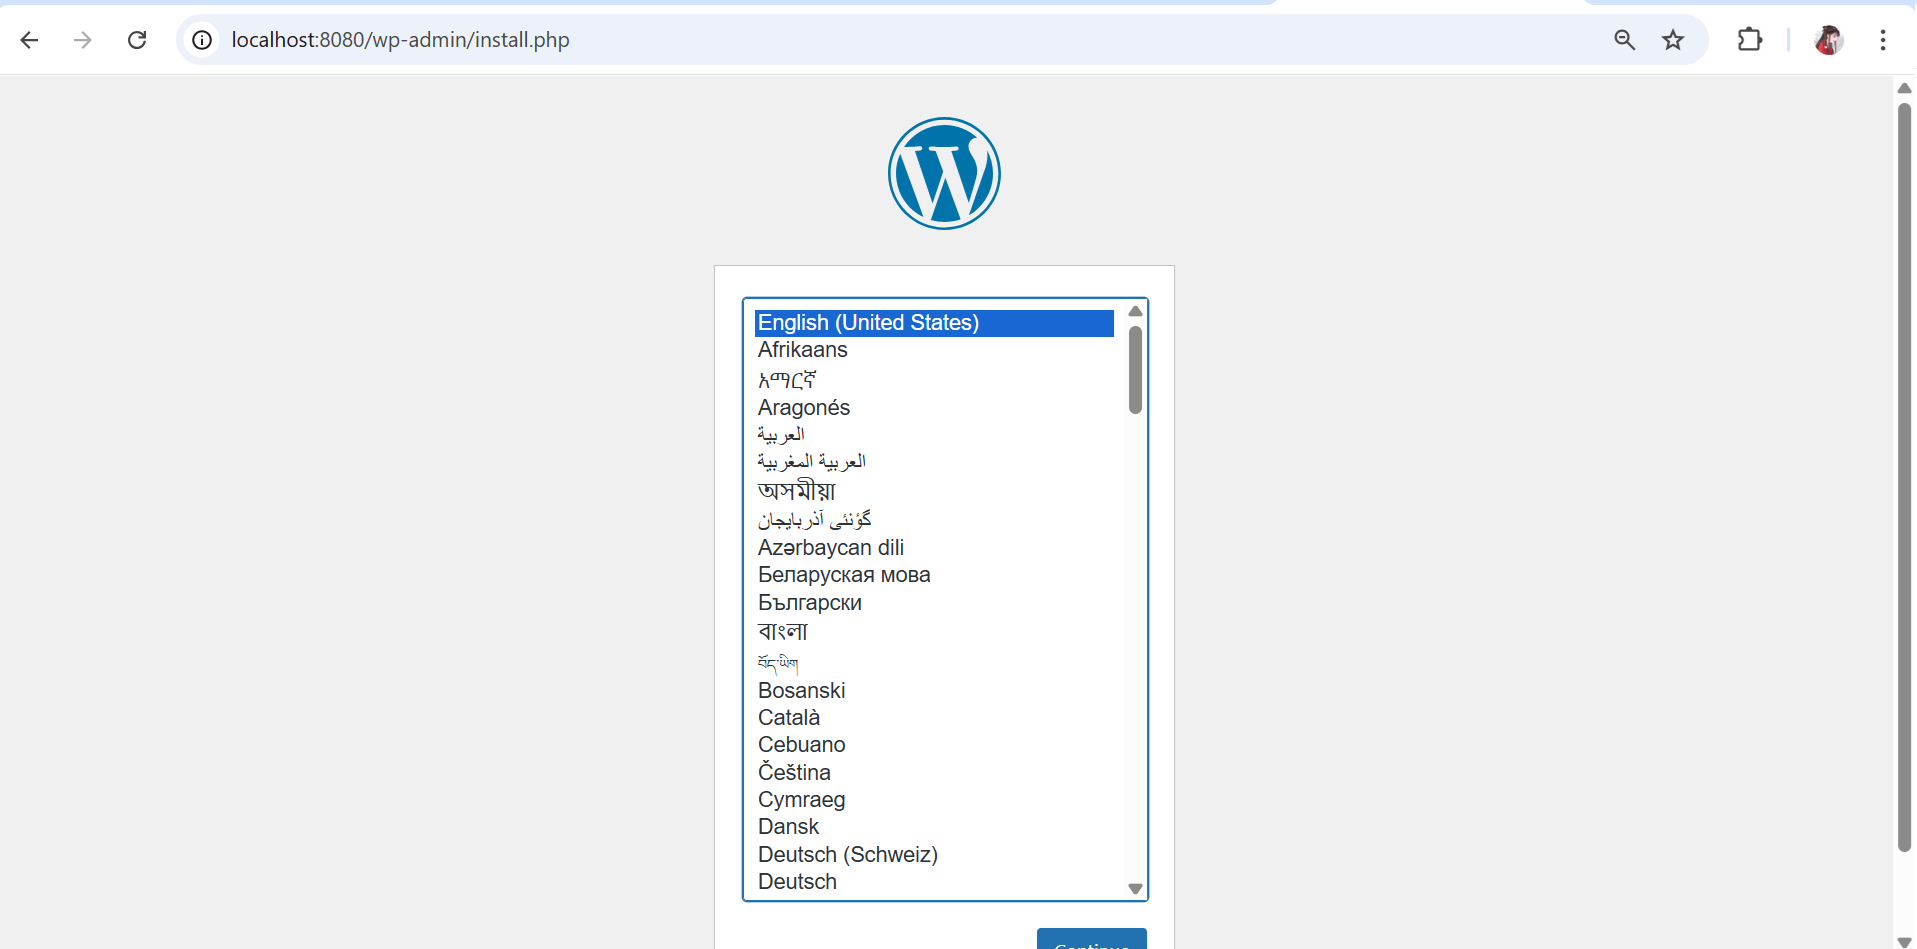 localhost:8080/wp-admin/install.php
English (United States)
Afrikaans
አማርኛ
Aragonés
العربية
العربية المغربية
অসমীয়া
گؤنئی آذربایجان
Azərbaycan dili
Беларуская мова
Български
বাংলা
བོད་ཡིག
Bosanski
Català
Cebuano
Čeština
Cymraeg
Dansk
Deutsch (Schweiz)
Deutsch
Continue